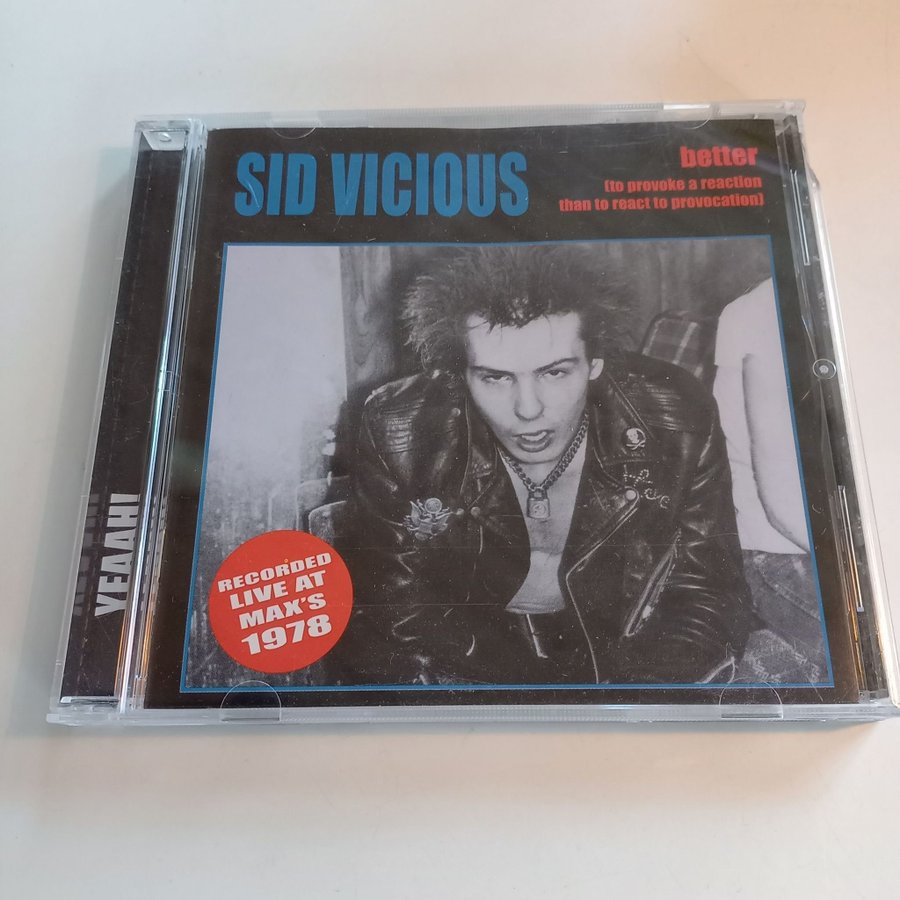 SID VICIOUS
better
(to provoke a reaction
than to react to provocation)
RECORDED
LIVE AT
MAX'S
1978
YEAAH!